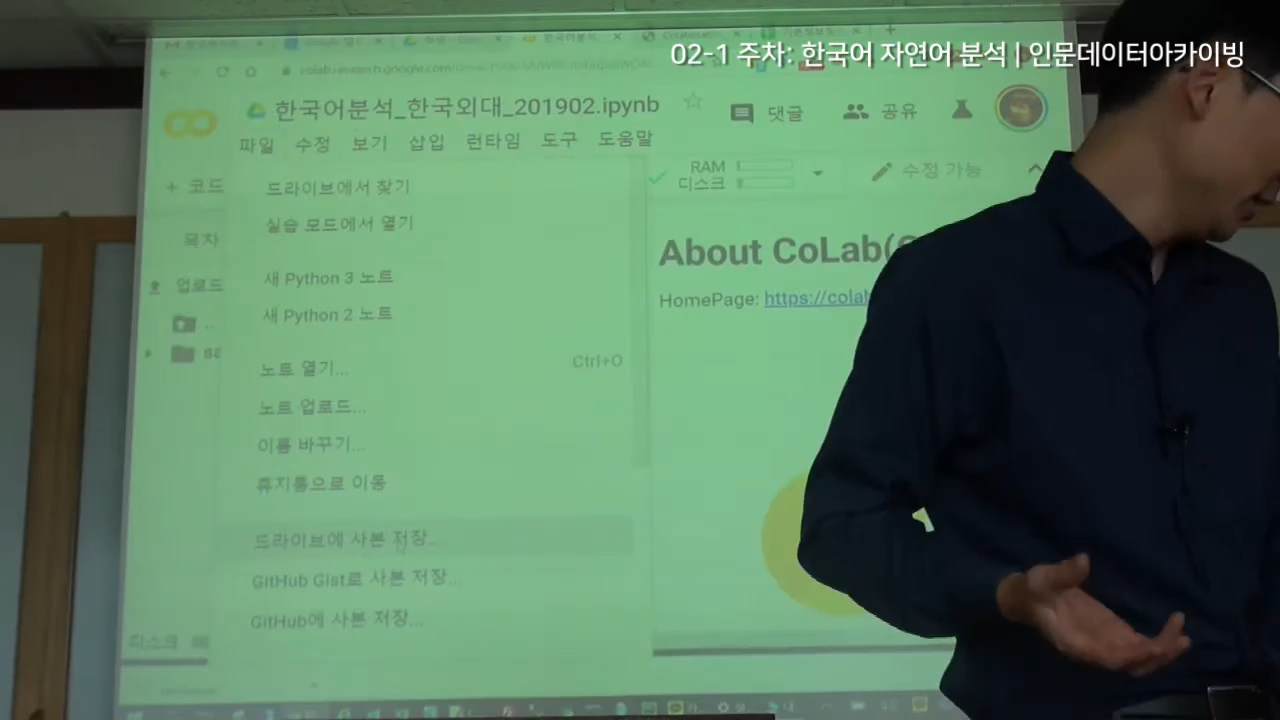 02-1 주차: 한국어 자연어 분석 | 인문데이터아카이빙
colab.research.google.com
한국어분석_한국외대_201902.ipynb
댓글
공유
파일 수정 보기 삽입 런타임 도구 도움말
+ 코드
RAM
디스크
수정 가능
목차
업로드
..
드라이브에서 찾기
실습 모드에서 열기
새 Python 3 노트
새 Python 2 노트
노트 열기... Ctrl+O
노트 업로드...
이름 바꾸기...
휴지통으로 이동
드라이브에 사본 저장...
GitHub Gist로 사본 저장...
GitHub에 사본 저장...
디스크
About CoLab(
HomePage: https://colab